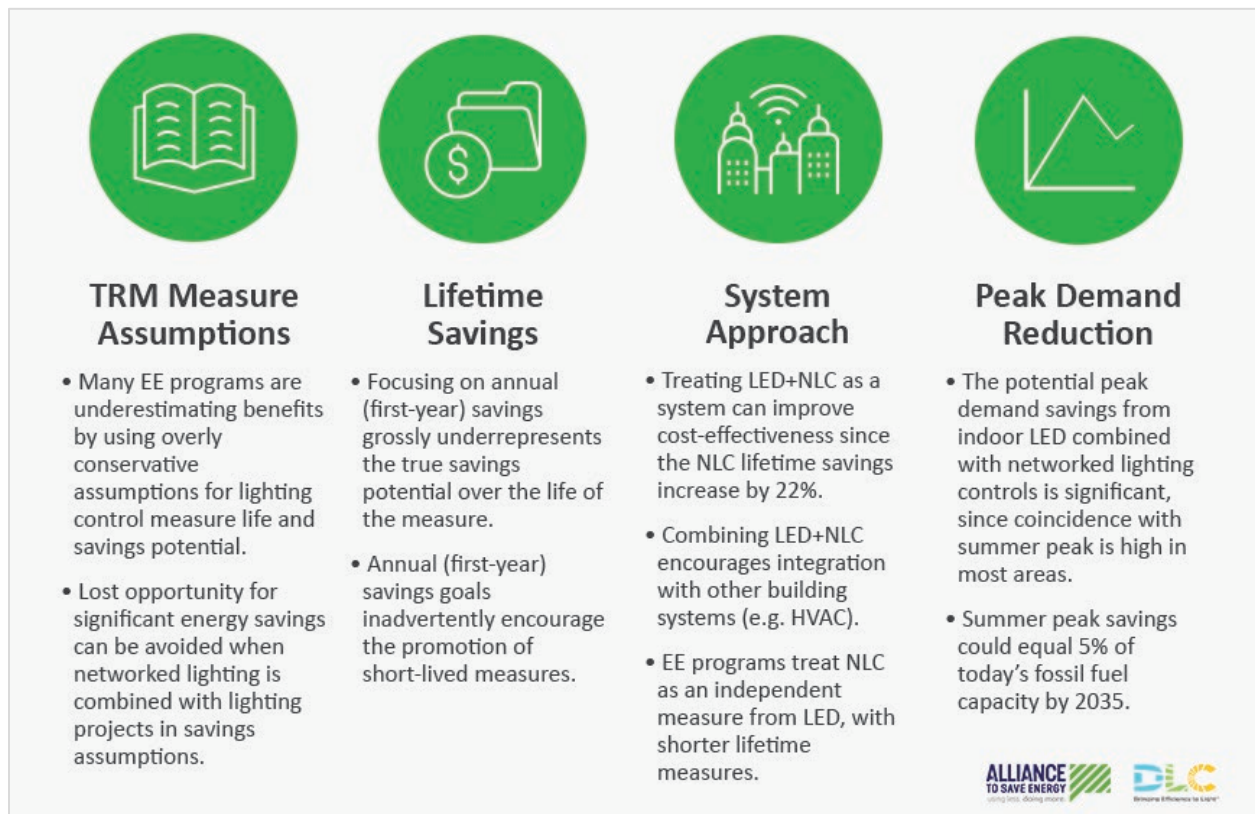 $
TRM Measure
Assumptions
• Many EE programs are
underestimating benefits
by using overly
conservative
assumptions for lighting
control measure life and
savings potential.
• Lost opportunity for
significant energy savings
can be avoided when
networked lighting is
combined with lighting
projects in savings
assumptions.
Lifetime
Savings
• Focusing on annual
(first-year) savings
grossly underrepresents
the true savings
potential over the life of
the measure.
• Annual (first-year)
savings goals
inadvertently encourage
the promotion of
short-lived measures.
System
Approach
• Treating LED+NLC as a
system can improve
cost-effectiveness since
the NLC lifetime savings
increase by 22%.
• Combining LED+NLC
encourages integration
with other building
systems (e.g. HVAC).
• EE programs treat NLC
as an independent
measure from LED, with
shorter lifetime
measures.
Peak Demand
Reduction
• The potential peak
demand savings from
indoor LED combined
with networked lighting
controls is significant,
since coincidence with
summer peak is high in
most areas.
• Summer peak savings
could equal 5% of
today's fossil fuel
capacity by 2035.
ALLIANCE
TO SAVE ENERGY
using less. doing more.
DLC
Bringing Efficiency to Light™